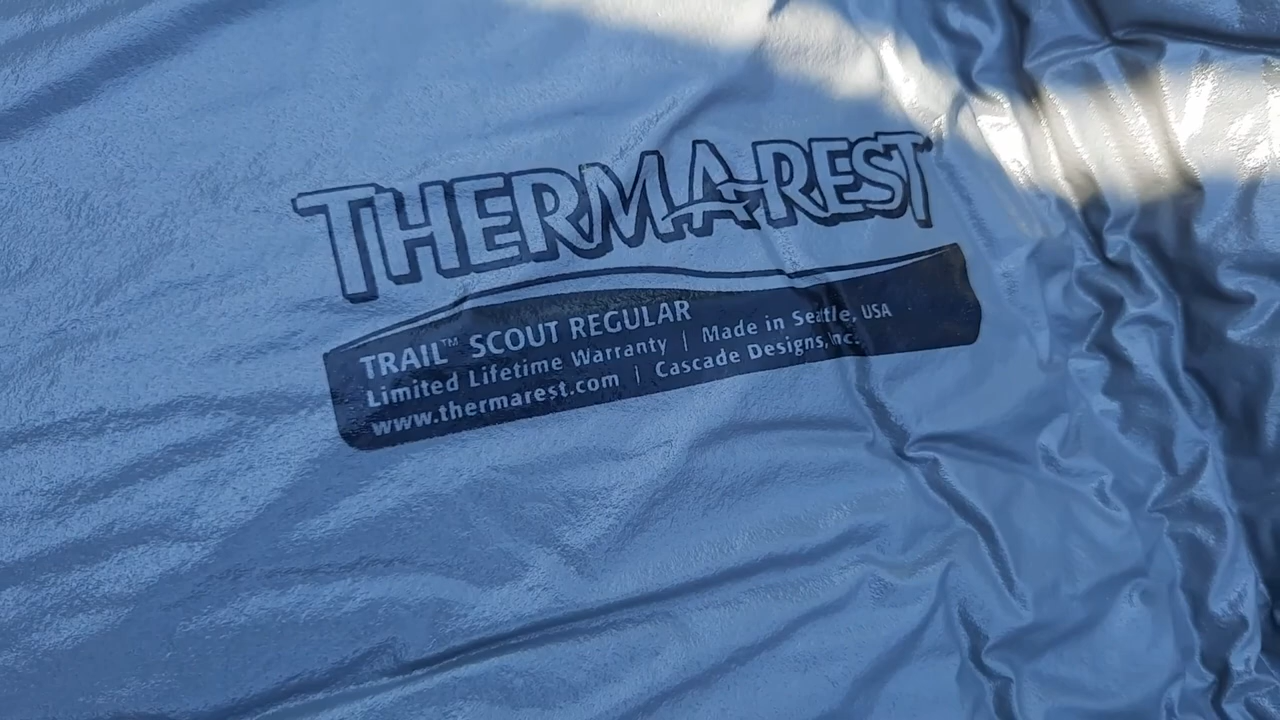 THERMAREST
TRAIL™ SCOUT REGULAR
Limited Lifetime Warranty | Made in Seattle, USA
www.thermarest.com | Cascade Designs, Inc.